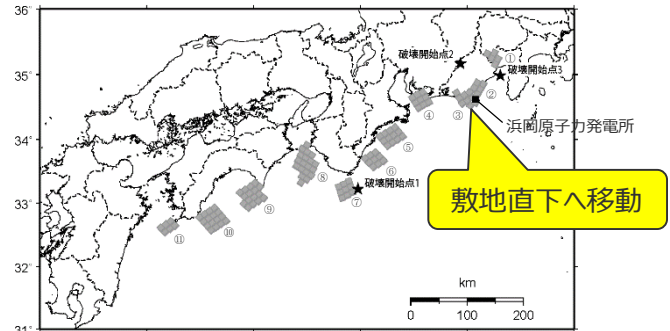 36°
35°
34°
33°
32°
31°
破壊開始点2
①
破壊開始点3
②
③
④
浜岡原子力発電所
⑤
⑥
⑧
破壊開始点1
⑦
⑨
⑩
⑪
敷地直下へ移動
km
0 100 200